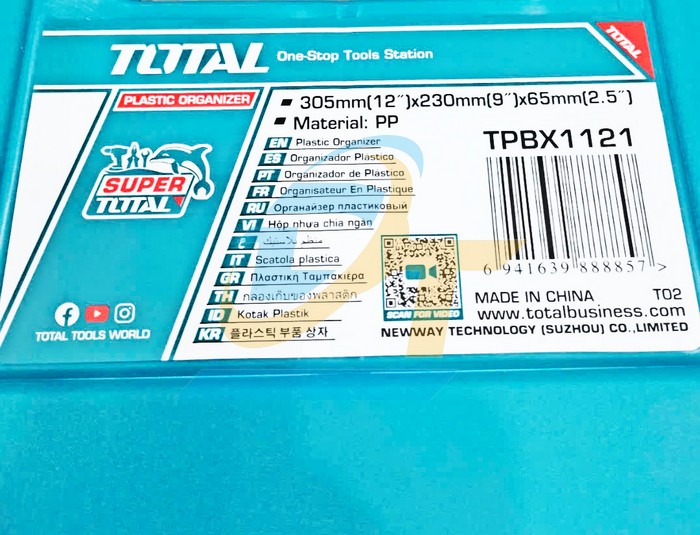 TOTAL One-Stop Tools Station
TOTAL
PLASTIC ORGANIZER
305mm(12″)x230mm(9″)x65mm(2.5″)
Material: PP
TPBX1121
EN Plastic Organizer
ES Organizador Plastico
PT Organizador de Plastico
FR Organisateur En Plastique
RU Органайзер пластиковый
VI Hộp nhựa chia ngăn
ع منظم بلاستيك
IT Scatola plastica
GR Πλαστική Ταμπακιέρα
TH กล่องเก็บของพลาสติก
ID Kotak Plastik
KR 플라스틱 부품 상자
SUPER
TOTAL
TOTAL TOOLS WORLD
SCAN FOR VIDEO
6 941639 888857 >
MADE IN CHINA T02
www.totalbusiness.com
NEWWAY TECHNOLOGY (SUZHOU) CO.,LIMITED